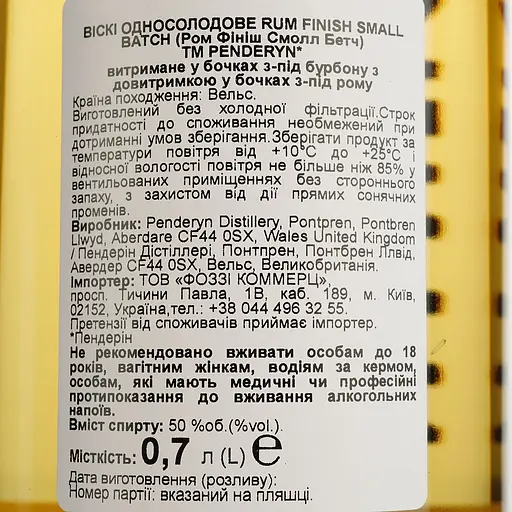 ВІСКІ ОДНОСОЛОДОВЕ RUM FINISH SMALL
BATCH (Ром Фініш Смолл Бетч)
ТМ PENDERYN*
витримане у бочках з-під бурбону з
довитримкою у бочках з-під рому
Країна походження: Вельс.
Виготовлений без холодної фільтрації.Строк
придатності до споживання необмежений при
дотриманні умов зберігання.Зберігати продукт за
температури повітря від +10°С до +25°С і
відносної вологості повітря не більше ніж 85% у
вентильованих приміщеннях без стороннього
запаху, з захистом від дії прямих сонячних
променів.
Виробник: Penderyn Distillery, Pontpren, Pontbren
Llwyd, Aberdare CF44 0SX, Wales United Kingdom
/ Пендерін Дістіллері, Понтпрен, Понтбрен Ллвід,
Авердер CF44 0SX, Вельс, Великобританія.
Імпортер: ТОВ «ФОЗЗІ КОММЕРЦ»,
просп. Тичини Павла, 1В, каб. 189, м. Київ,
02152, Україна,тел.: +38 044 496 32 55.
Претензії від споживачів приймає імпортер.
*Пендерін
Не рекомендовано вживати особам до 18
років, вагітним жінкам, водіям за кермом,
особам, які мають медичні чи професійні
протипоказання до вживання алкогольних
напоїв.
Вміст спирту: 50 %об.(%vol.).
Місткість: 0,7 л (L) ℮
Дата виготовлення (розливу):
Номер партії: вказаний на пляшці.